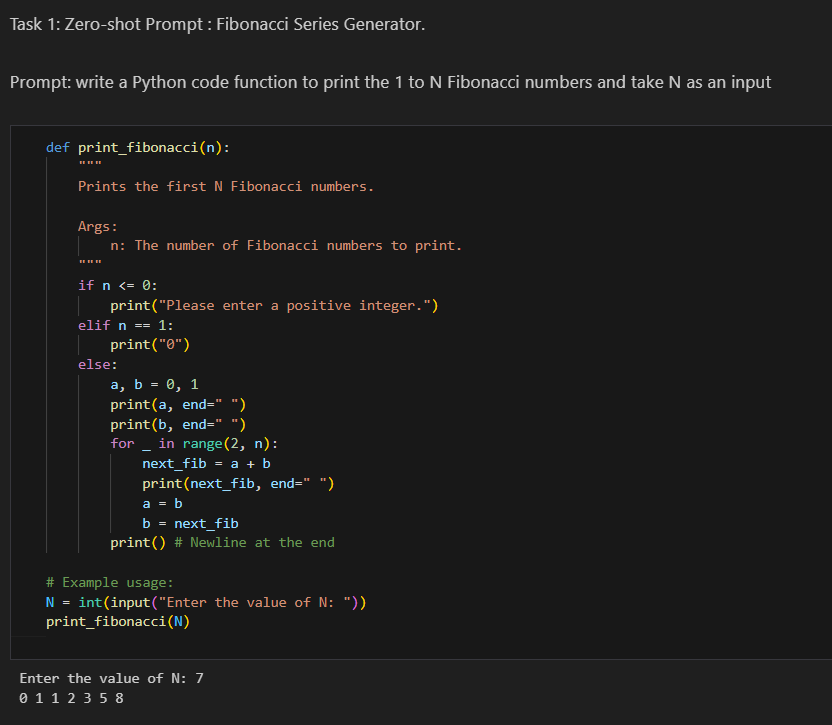 Task 1: Zero-shot Prompt : Fibonacci Series Generator.
Prompt: write a Python code function to print the 1 to N Fibonacci numbers and take N as an input
def print_fibonacci(n):
    """
    Prints the first N Fibonacci numbers.

    Args:
        n: The number of Fibonacci numbers to print.
    """
    if n <= 0:
        print("Please enter a positive integer.")
    elif n == 1:
        print("0")
    else:
        a, b = 0, 1
        print(a, end=" ")
        print(b, end=" ")
        for _ in range(2, n):
            next_fib = a + b
            print(next_fib, end=" ")
            a = b
            b = next_fib
        print() # Newline at the end

# Example usage:
N = int(input("Enter the value of N: "))
print_fibonacci(N)
Enter the value of N: 7
0 1 1 2 3 5 8